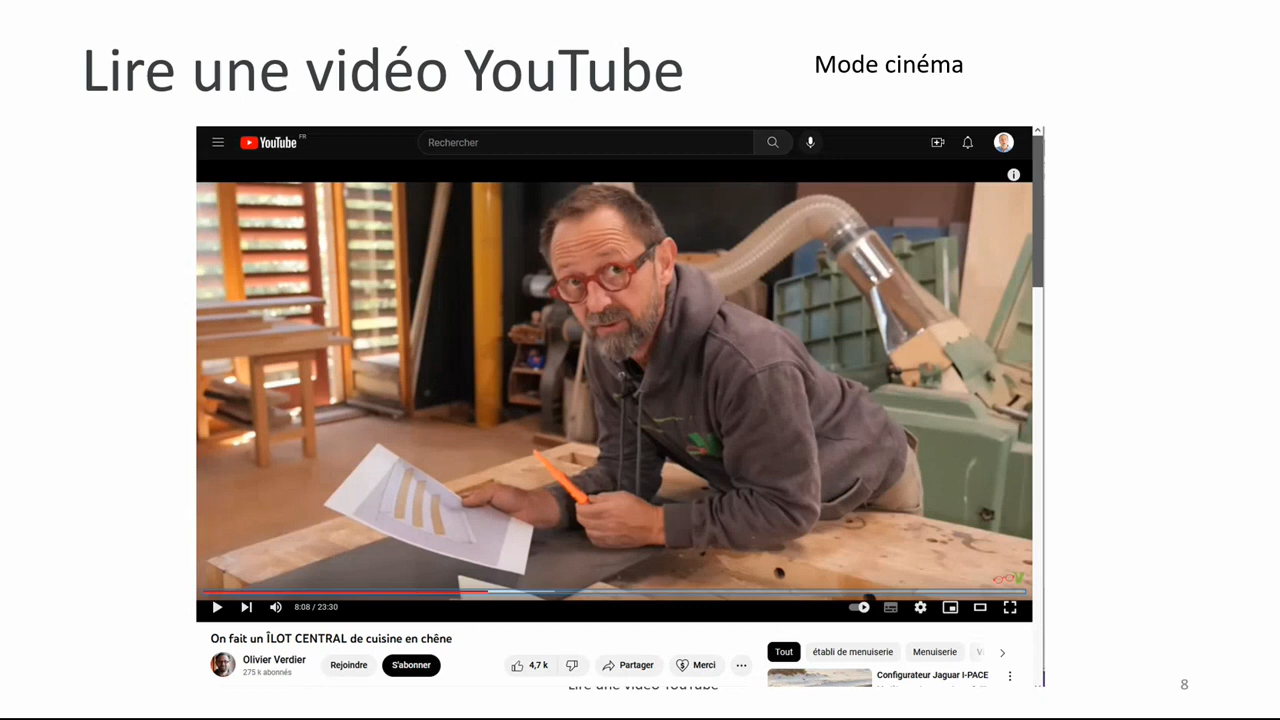 Lire une vidéo YouTube
Mode cinéma
YouTube FR
Rechercher
8:08 / 23:30
On fait un ÎLOT CENTRAL de cuisine en chêne
Olivier Verdier
275 k abonnés
Rejoindre
S'abonner
4,7 k
Partager
Merci
Tout
établi de menuiserie
Menuiserie
Configurateur Jaguar I-PACE
Lire une vidéo YouTube
8